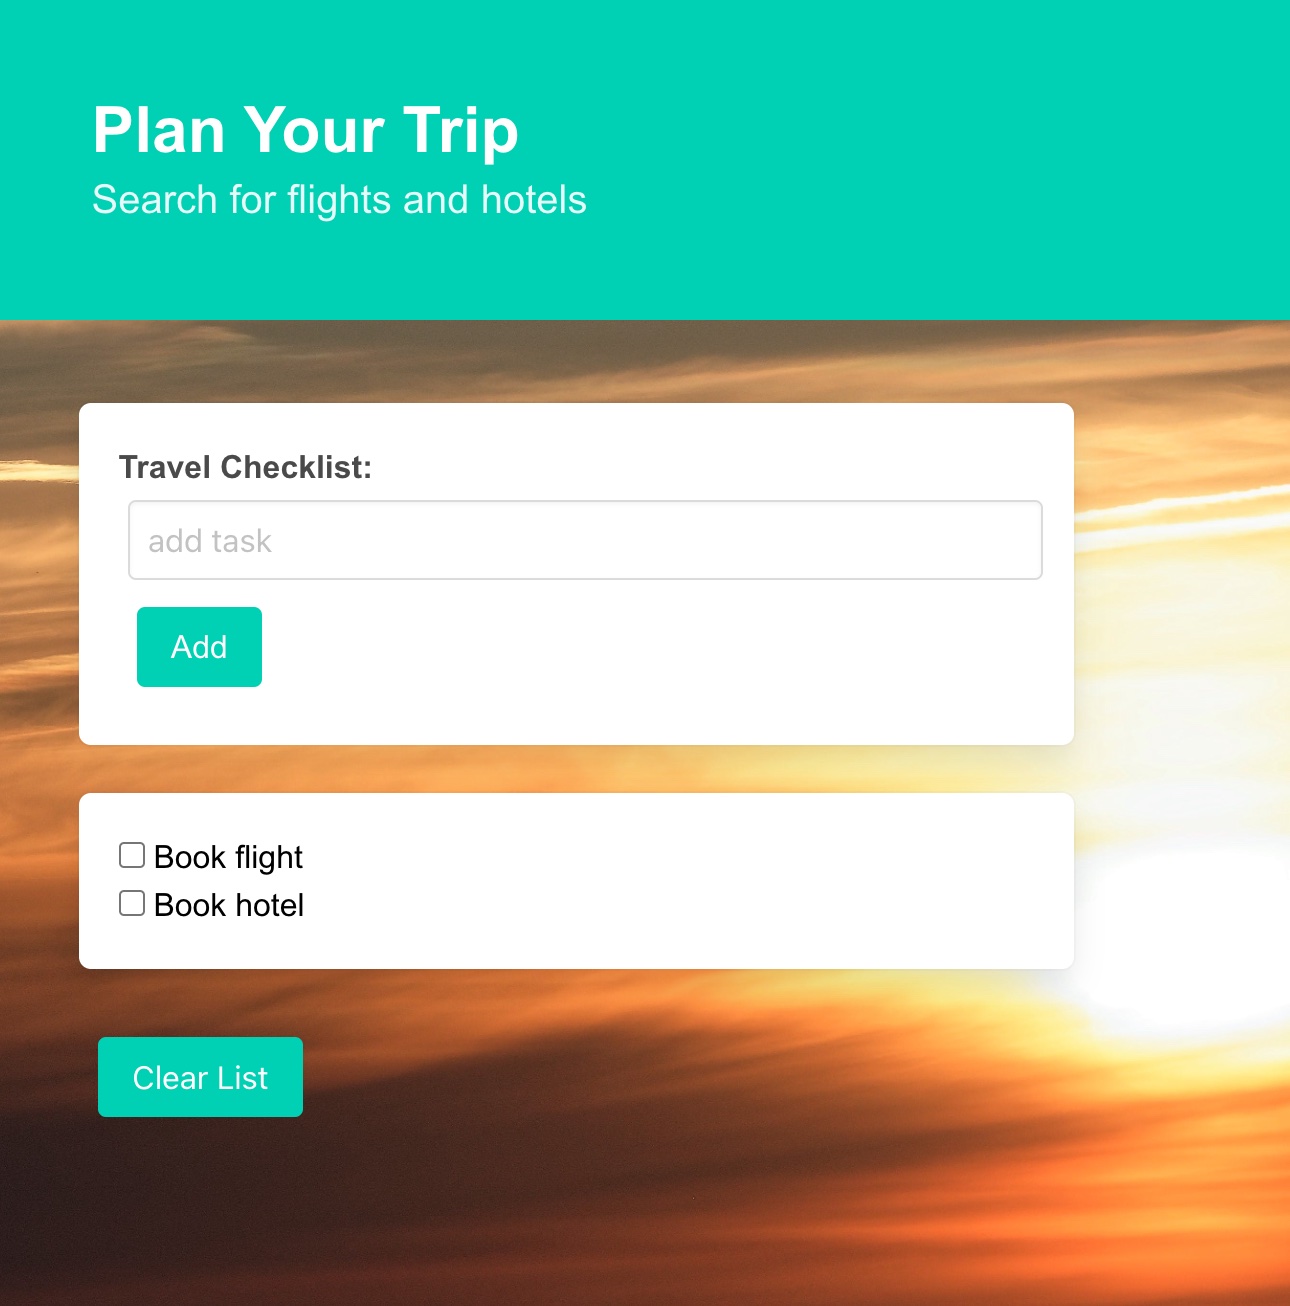 Plan Your Trip
Search for flights and hotels
Travel Checklist:
add task
Add
Book flight
Book hotel
Clear List